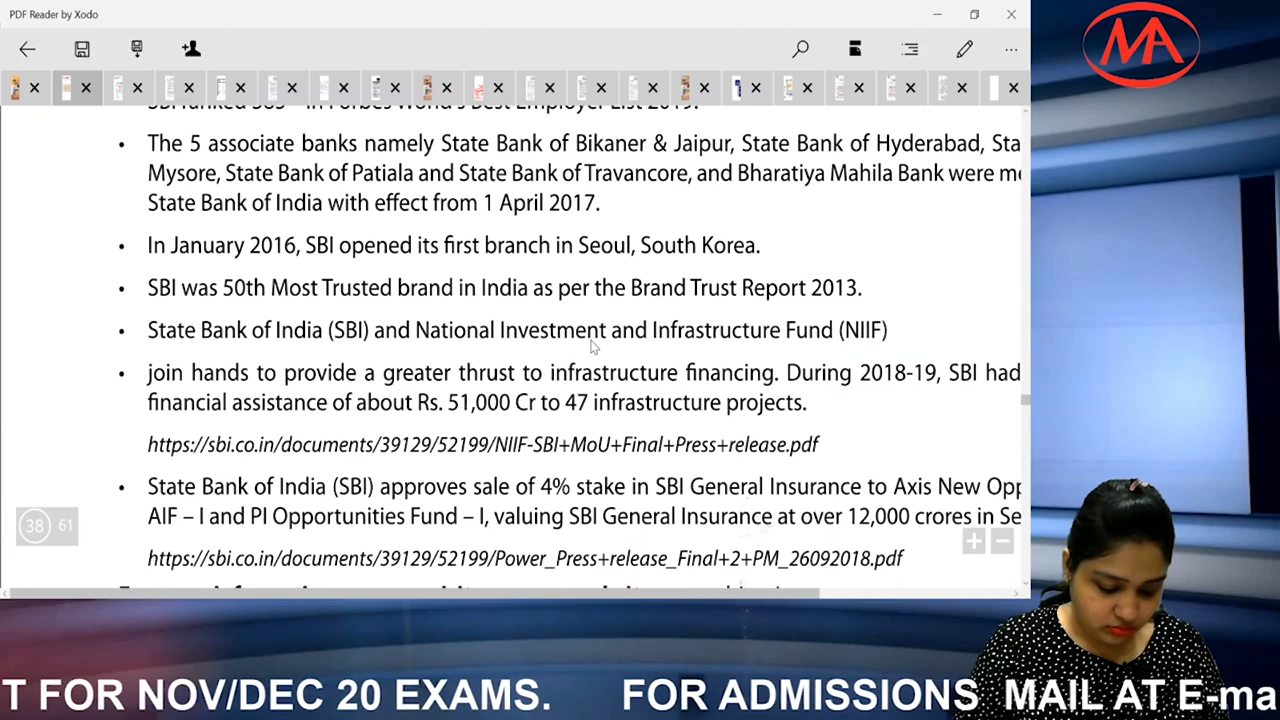 PDF Reader by Xodo
MA
The 5 associate banks namely State Bank of Bikaner & Jaipur, State Bank of Hyderabad, Sta
Mysore, State Bank of Patiala and State Bank of Travancore, and Bharatiya Mahila Bank were me
State Bank of India with effect from 1 April 2017.
In January 2016, SBI opened its first branch in Seoul, South Korea.
SBI was 50th Most Trusted brand in India as per the Brand Trust Report 2013.
State Bank of India (SBI) and National Investment and Infrastructure Fund (NIIF)
join hands to provide a greater thrust to infrastructure financing. During 2018-19, SBI had
financial assistance of about Rs. 51,000 Cr to 47 infrastructure projects.
https://sbi.co.in/documents/39129/52199/NIIF-SBI+MoU+Final+Press+release.pdf
State Bank of India (SBI) approves sale of 4% stake in SBI General Insurance to Axis New Opp
AIF – I and PI Opportunities Fund – I, valuing SBI General Insurance at over 12,000 crores in Se
38 61
https://sbi.co.in/documents/39129/52199/Power_Press+release_Final+2+PM_26092018.pdf
T FOR NOV/DEC 20 EXAMS. FOR ADMISSIONS MAIL AT E-ma